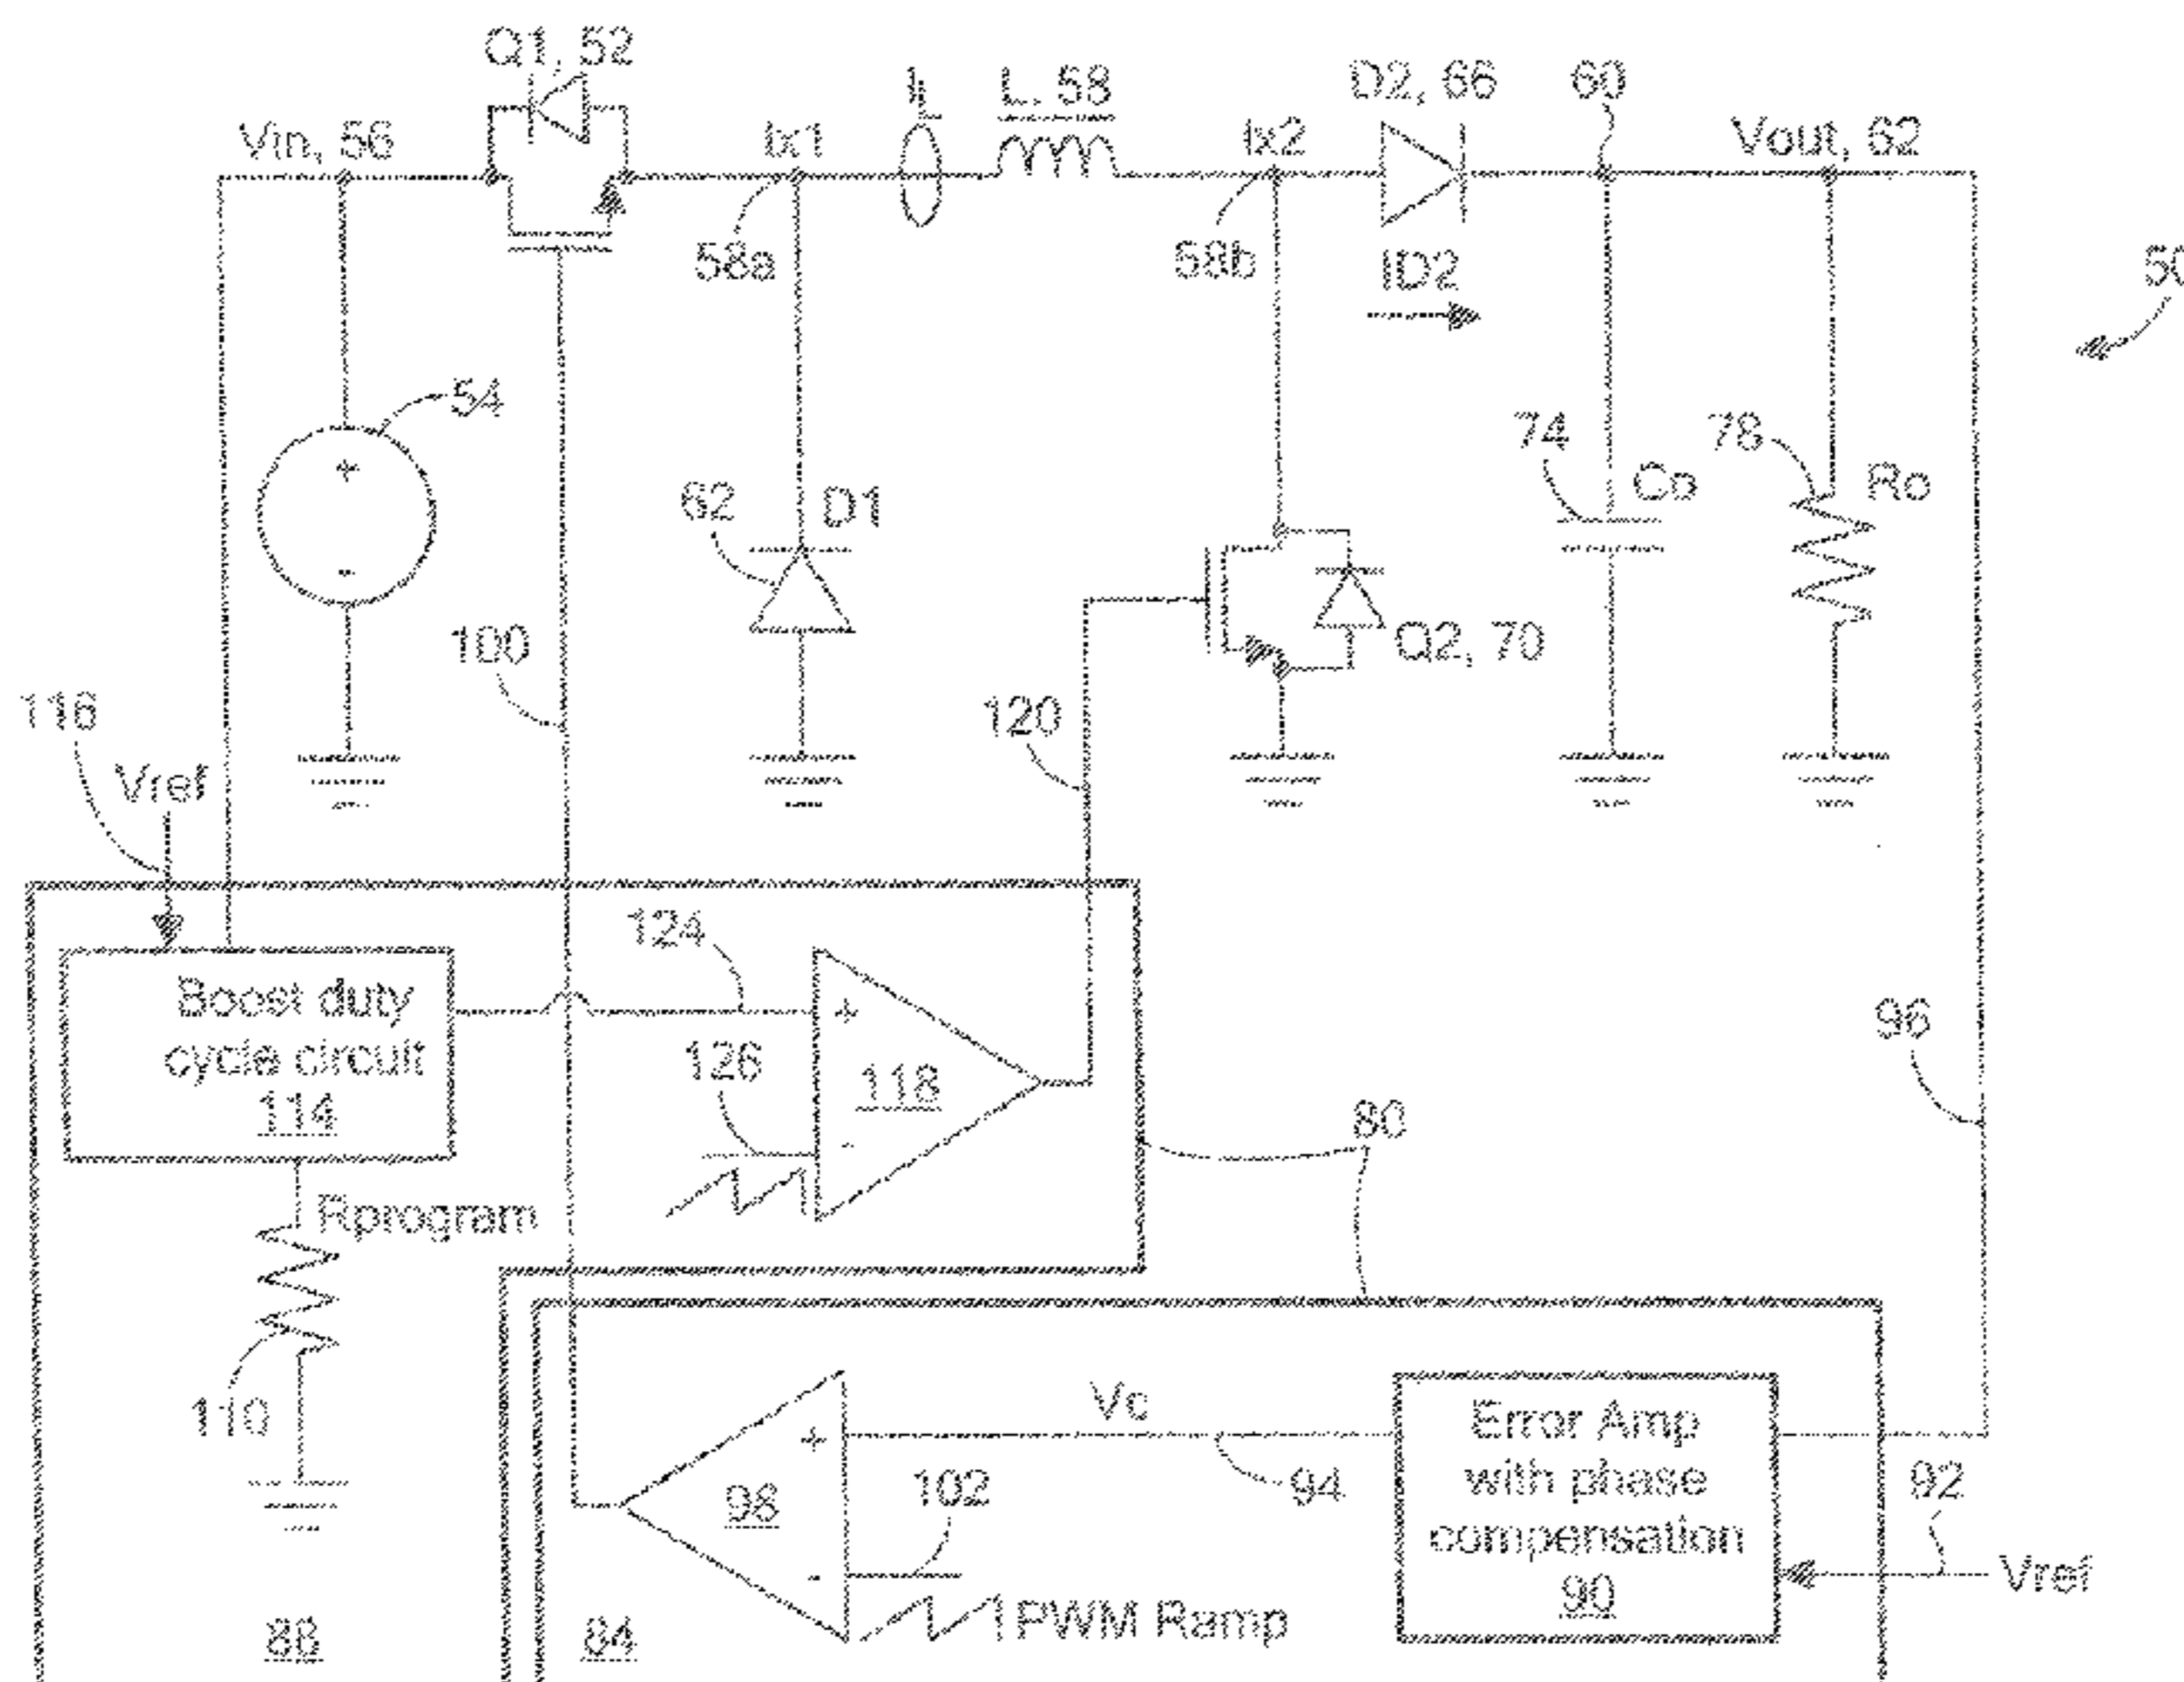 Q1, 52
IL
L, 58
D2, 66
60
Vin, 56
lx1
lx2
Vout, 62
58a
58b
ID2
54
74
78
62
D1
Co
Ro
100
Q2, 70
116
120
Vref
124
Boost duty
cycle circuit
114
+
118
-
126
96
80
Rprogram
110
Vc
+
98
-
102
94
Error Amp
with phase
compensation
90
92
Vref
PWM Ramp
88
84
+
-